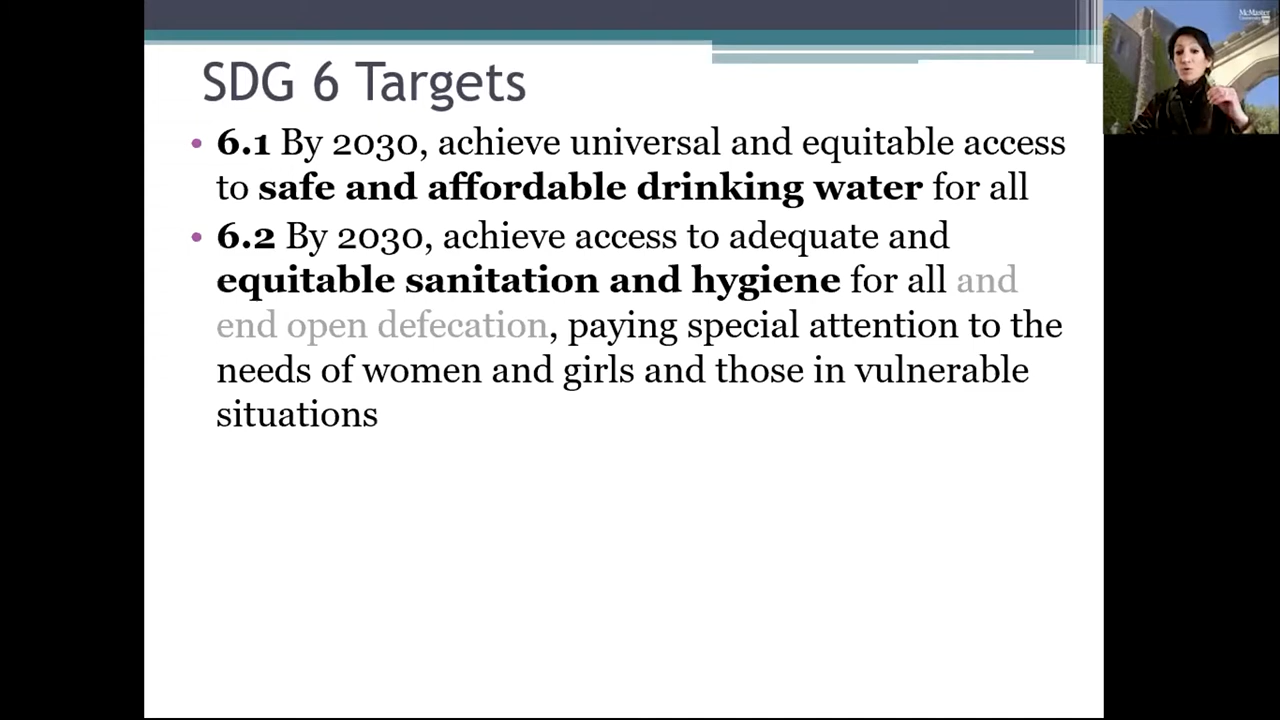 McMaster
University
SDG 6 Targets
• 6.1 By 2030, achieve universal and equitable access
to safe and affordable drinking water for all
• 6.2 By 2030, achieve access to adequate and
equitable sanitation and hygiene for all and
end open defecation, paying special attention to the
needs of women and girls and those in vulnerable
situations